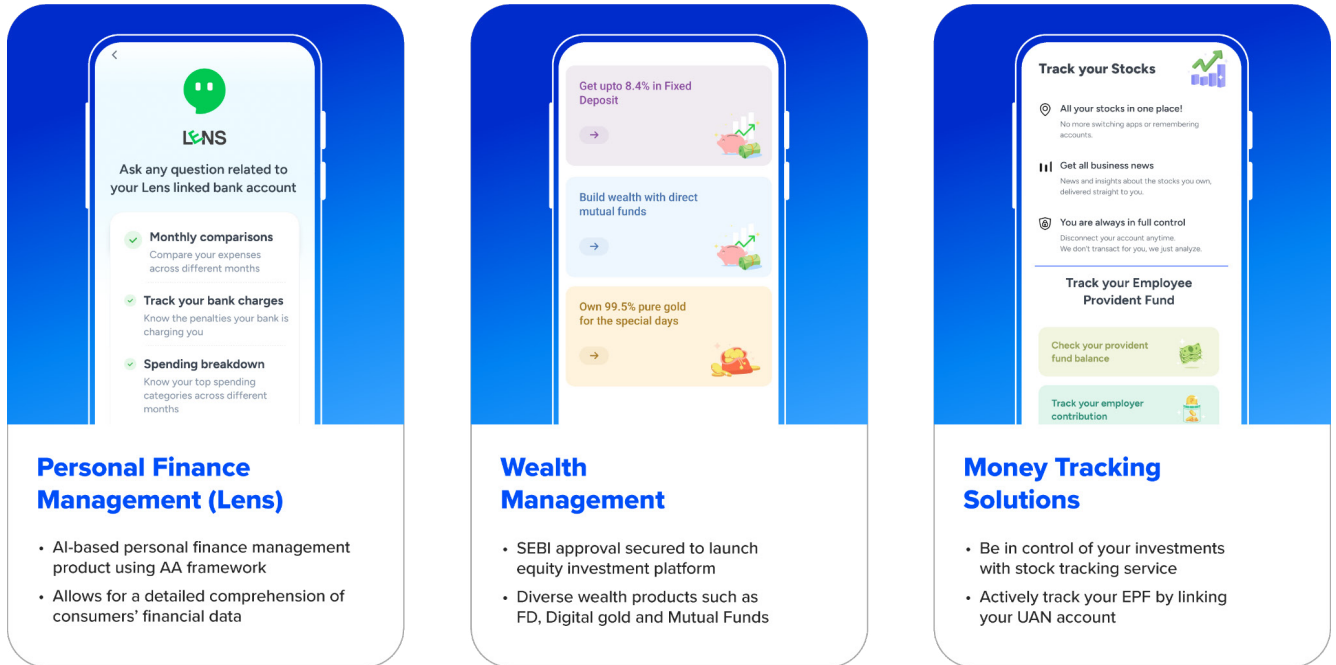 LENS
Ask any question related to
your Lens linked bank account
Monthly comparisons
Compare your expenses
across different months
Track your bank charges
Know the penalties your bank is
charging you
Spending breakdown
Know your top spending
categories across different
months
Personal Finance
Management (Lens)
• AI-based personal finance management
product using AA framework
• Allows for a detailed comprehension of
consumers’ financial data
Get upto 8.4% in Fixed
Deposit
Build wealth with direct
mutual funds
Own 99.5% pure gold
for the special days
Wealth
Management
• SEBI approval secured to launch
equity investment platform
• Diverse wealth products such as
FD, Digital gold and Mutual Funds
Track your Stocks
All your stocks in one place!
No more switching apps or remembering
accounts.
Get all business news
News and insights about the stocks you own,
delivered straight to you.
You are always in full control
Disconnect your account anytime.
We don’t transact for you, we just analyze.
Track your Employee
Provident Fund
Check your provident
fund balance
Track your employer
contribution
Money Tracking
Solutions
• Be in control of your investments
with stock tracking service
• Actively track your EPF by linking
your UAN account